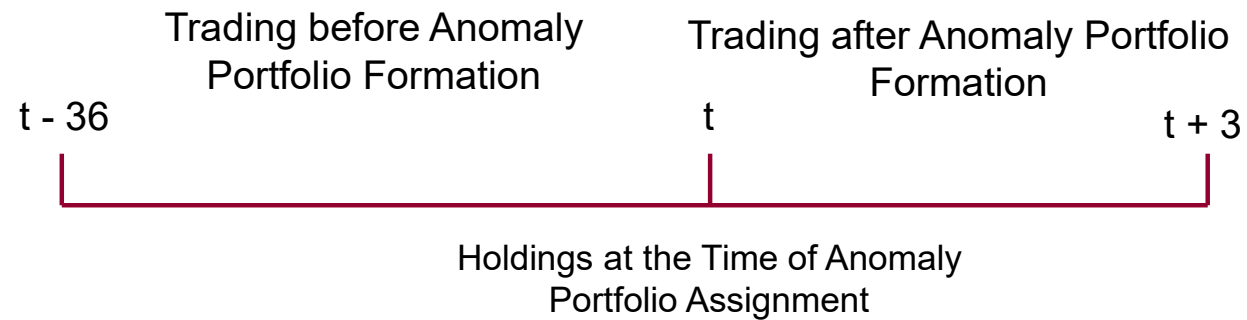 Trading before Anomaly
Portfolio Formation
Trading after Anomaly Portfolio
Formation
t - 36
t
t + 3
Holdings at the Time of Anomaly
Portfolio Assignment